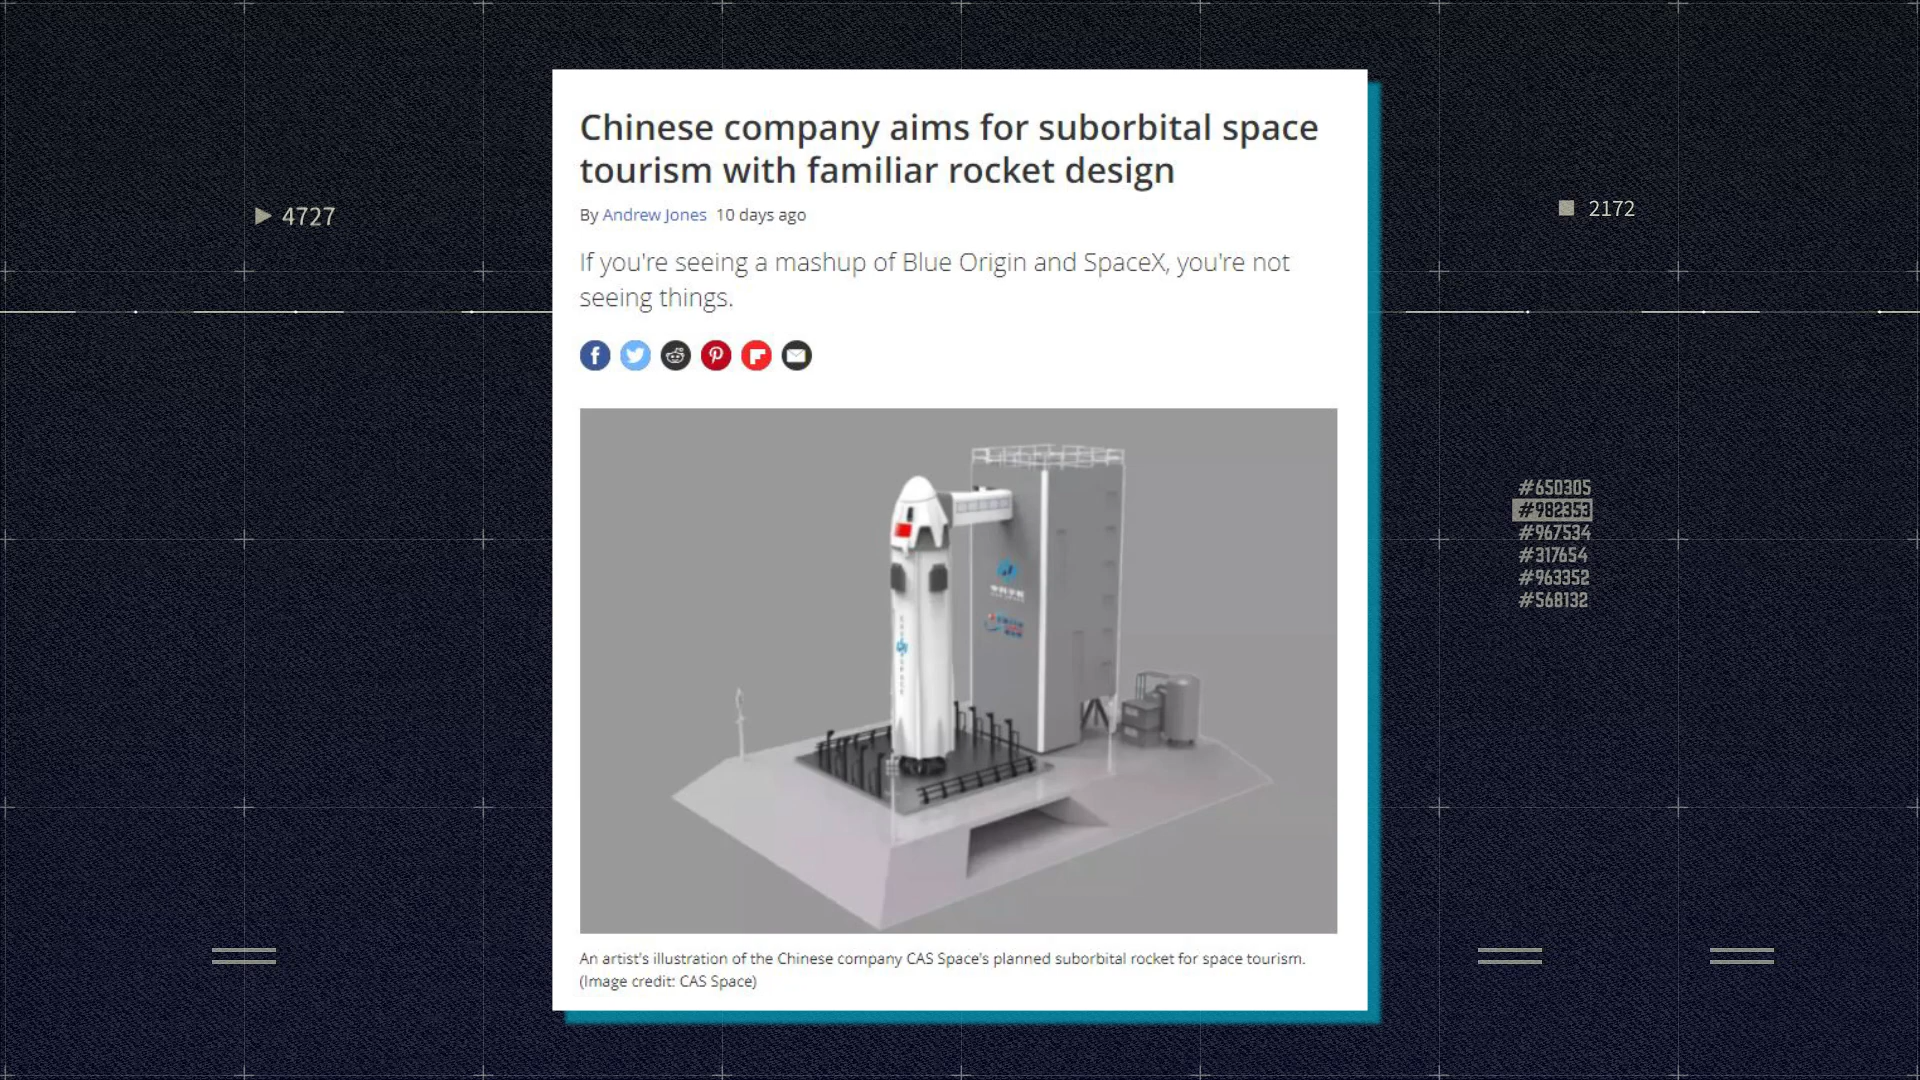 Chinese company aims for suborbital space
tourism with familiar rocket design
By Andrew Jones 10 days ago
If you're seeing a mashup of Blue Origin and SpaceX, you're not
seeing things.
An artist's illustration of the Chinese company CAS Space's planned suborbital rocket for space tourism.
(Image credit: CAS Space)
4727
2172
#650305
#982353
#967534
#317654
#963352
#568132